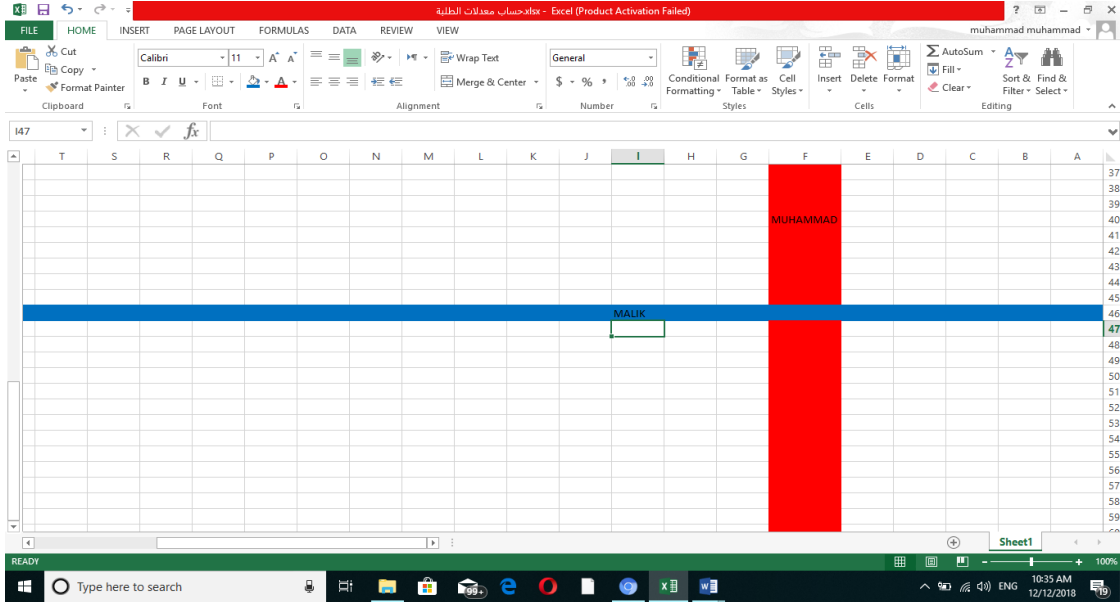 حساب معدلات الطلبة.xlsx - Excel (Product Activation Failed)
?
FILE HOME INSERT PAGE LAYOUT FORMULAS DATA REVIEW VIEW muhammad muhammad
Paste
Cut
Copy
Format Painter
Clipboard
Calibri 11 A A
B I U A
Font
Wrap Text
Merge & Center
Alignment
General
$ % , .00 .0
Number
Conditional Formatting
Format as Table
Cell Styles
Styles
Insert Delete Format
Cells
AutoSum
Fill
Clear
Sort & Filter
Find & Select
Editing
I47 fx
T S R Q P O N M L K J I H G F E D C B A
37
38
39
MUHAMMAD 40
41
42
43
44
45
MALIK 46
47
48
49
50
51
52
53
54
55
56
57
58
59
Sheet1
READY 100%
Type here to search 99+ ENG 10:35 AM
12/12/2018 19